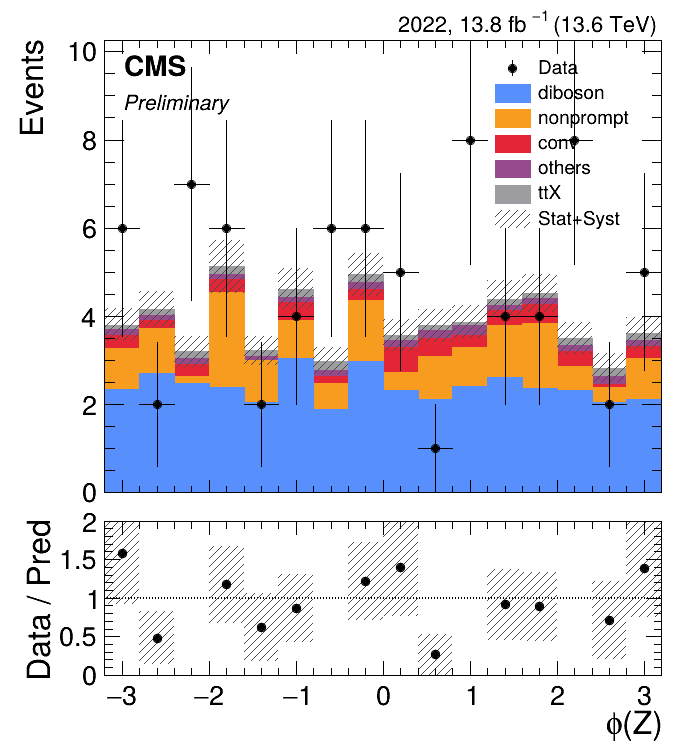 2022, 13.8 fb⁻¹ (13.6 TeV)
CMS
Preliminary
Events
10
8
6
4
2
0
Data
diboson
nonprompt
conv
others
ttX
Stat+Syst
Data / Pred
2
1.5
1
0.5
0
−3 −2 −1 0 1 2 3
ϕ(Z)